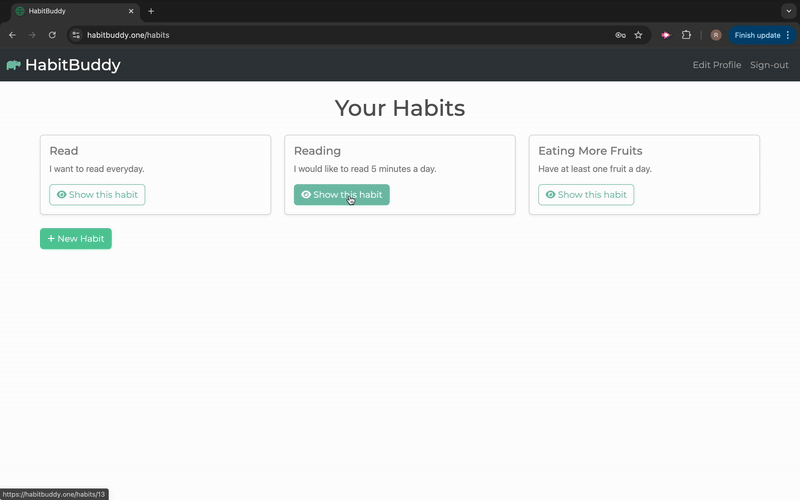 HabitBuddy
habitbuddy.one/habits
R
Finish update
HabitBuddy
Edit Profile
Sign-out
Your Habits
Read
I want to read everyday.
Show this habit
Reading
I would like to read 5 minutes a day.
Show this habit
Eating More Fruits
Have at least one fruit a day.
Show this habit
+ New Habit
https://habitbuddy.one/habits/13